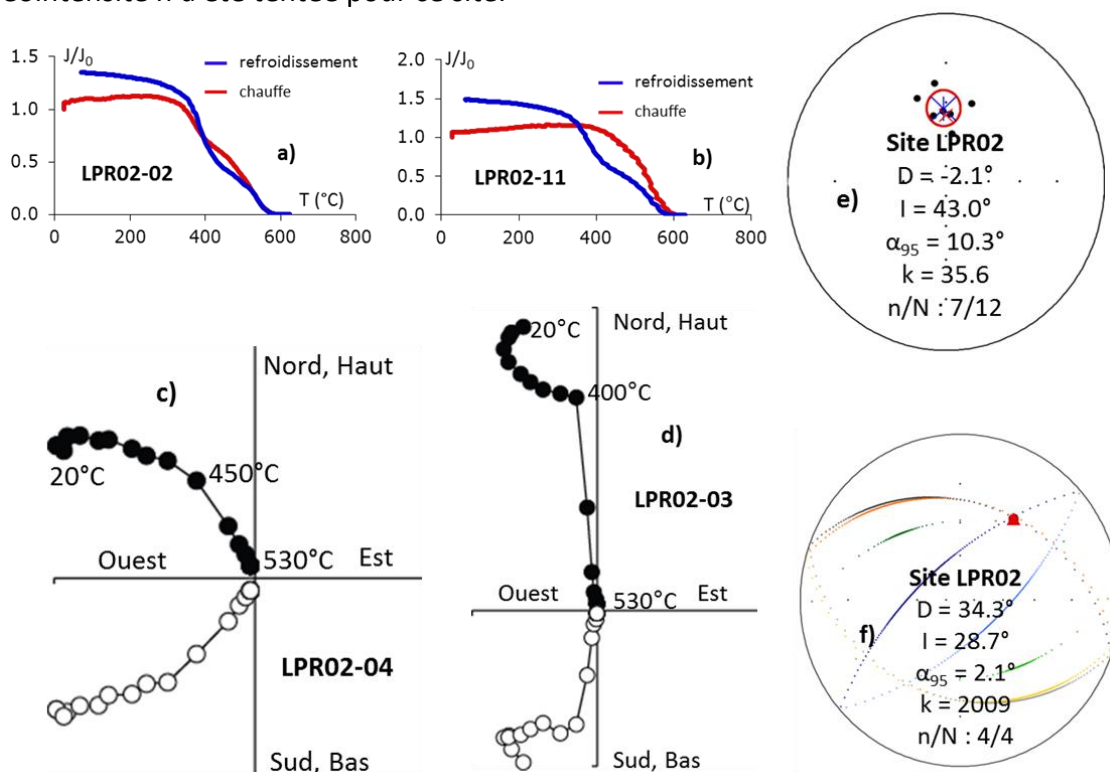 J/J0
1.5
refroidissement
chauffe
1.0
0.5
a)
LPR02-02
T (°C)
0.0
0 200 400 600 800
J/J0
2.0
refroidissement
1.5
chauffe
1.0
b)
0.5
LPR02-11
T (°C)
0.0
0 200 400 600 800
Site LPR02
D = -2.1°
e)
I = 43.0°
α95 = 10.3°
k = 35.6
n/N : 7/12
Nord, Haut
c)
450°C
20°C
530°C
Ouest
Est
LPR02-04
Sud, Bas
Nord, Haut
20°C
400°C
d)
LPR02-03
Ouest
530°C
Est
Sud, Bas
Site LPR02
D = 34.3°
f)
I = 28.7°
α95 = 2.1°
k = 2009
n/N : 4/4